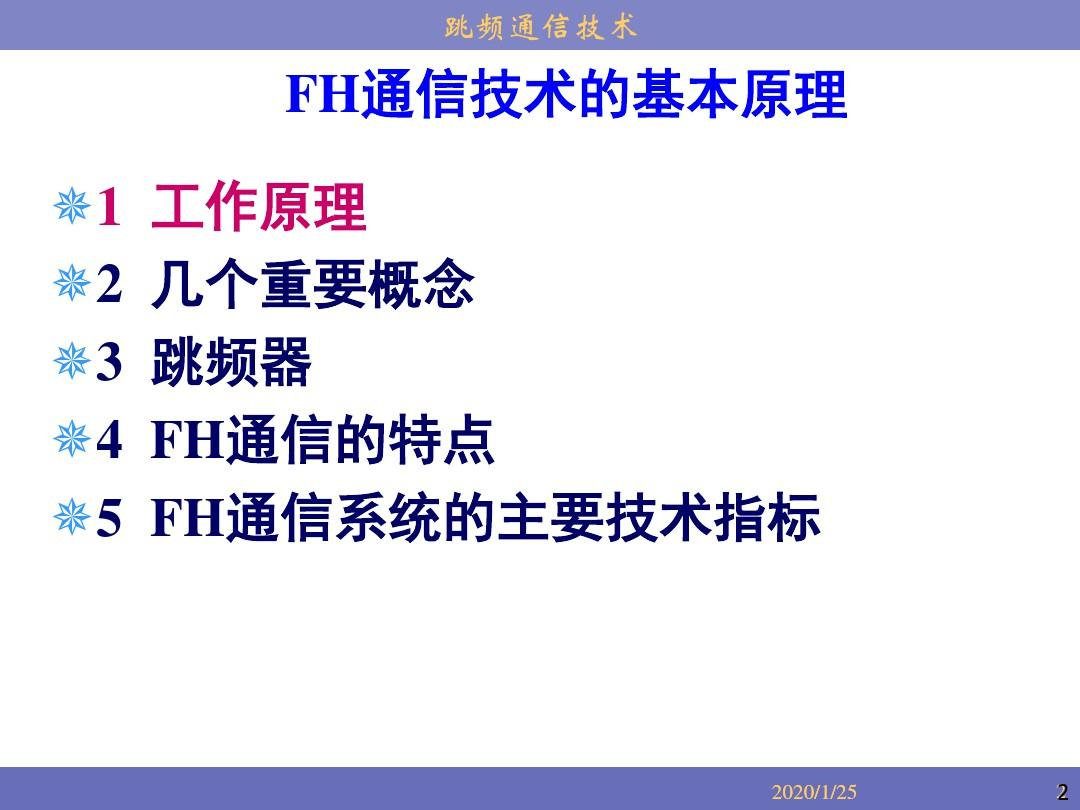 跳频通信技术
FH通信技术的基本原理
1 工作原理
2 几个重要概念
3 跳频器
4 FH通信的特点
5 FH通信系统的主要技术指标
2020/1/25
2